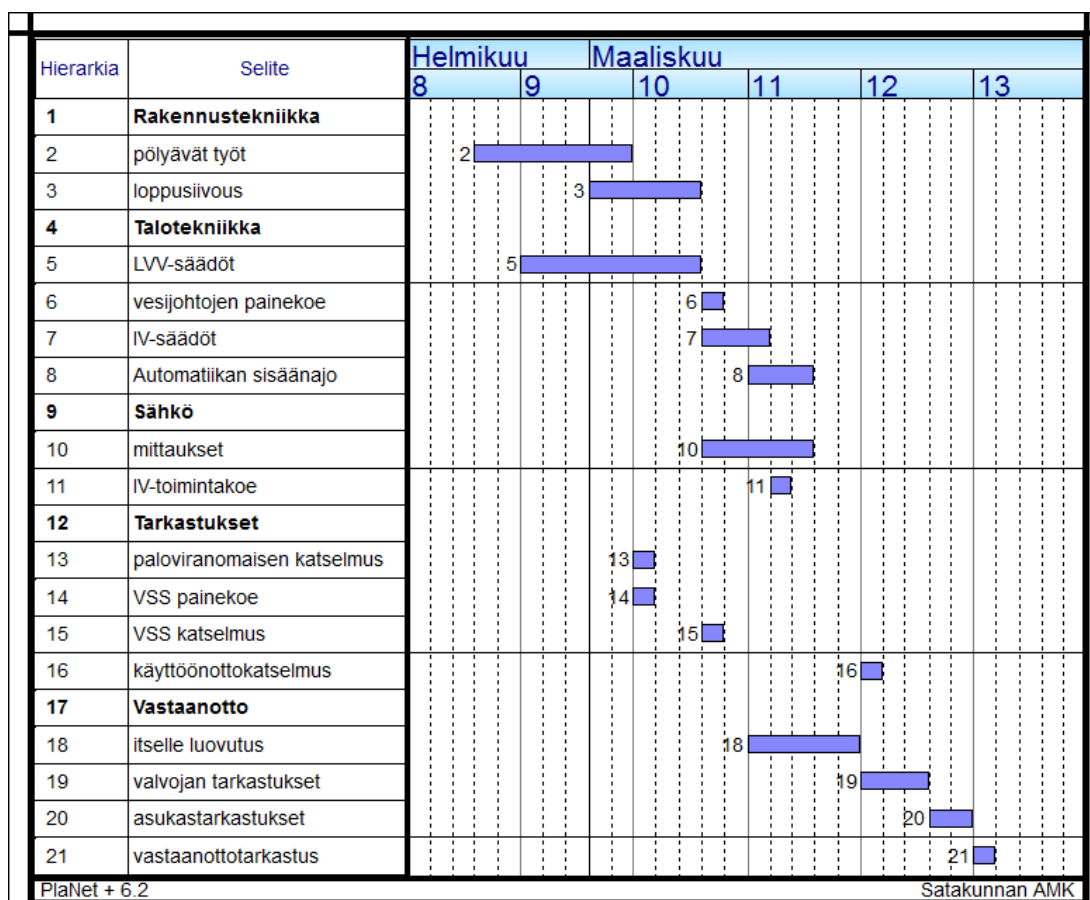 Hierarkia Selite Helmikuu Maaliskuu
8 9 10 11 12 13
1 Rakennustekniikka
2 pölyävät työt 2
3 loppusiivous 3
4 Talotekniikka
5 LVV-säädöt 5
6 vesijohtojen painekoe 6
7 IV-säädöt 7
8 Automatiikan sisäänajo 8
9 Sähkö
10 mittaukset 10
11 IV-toimintakoe 11
12 Tarkastukset
13 paloviranomaisen katselmus 13
14 VSS painekoe 14
15 VSS katselmus 15
16 käyttöönottokatselmus 16
17 Vastaanotto
18 itselle luovutus 18
19 valvojan tarkastukset 19
20 asukastarkastukset 20
21 vastaanottotarkastus 21
PlaNet + 6.2 Satakunnan AMK